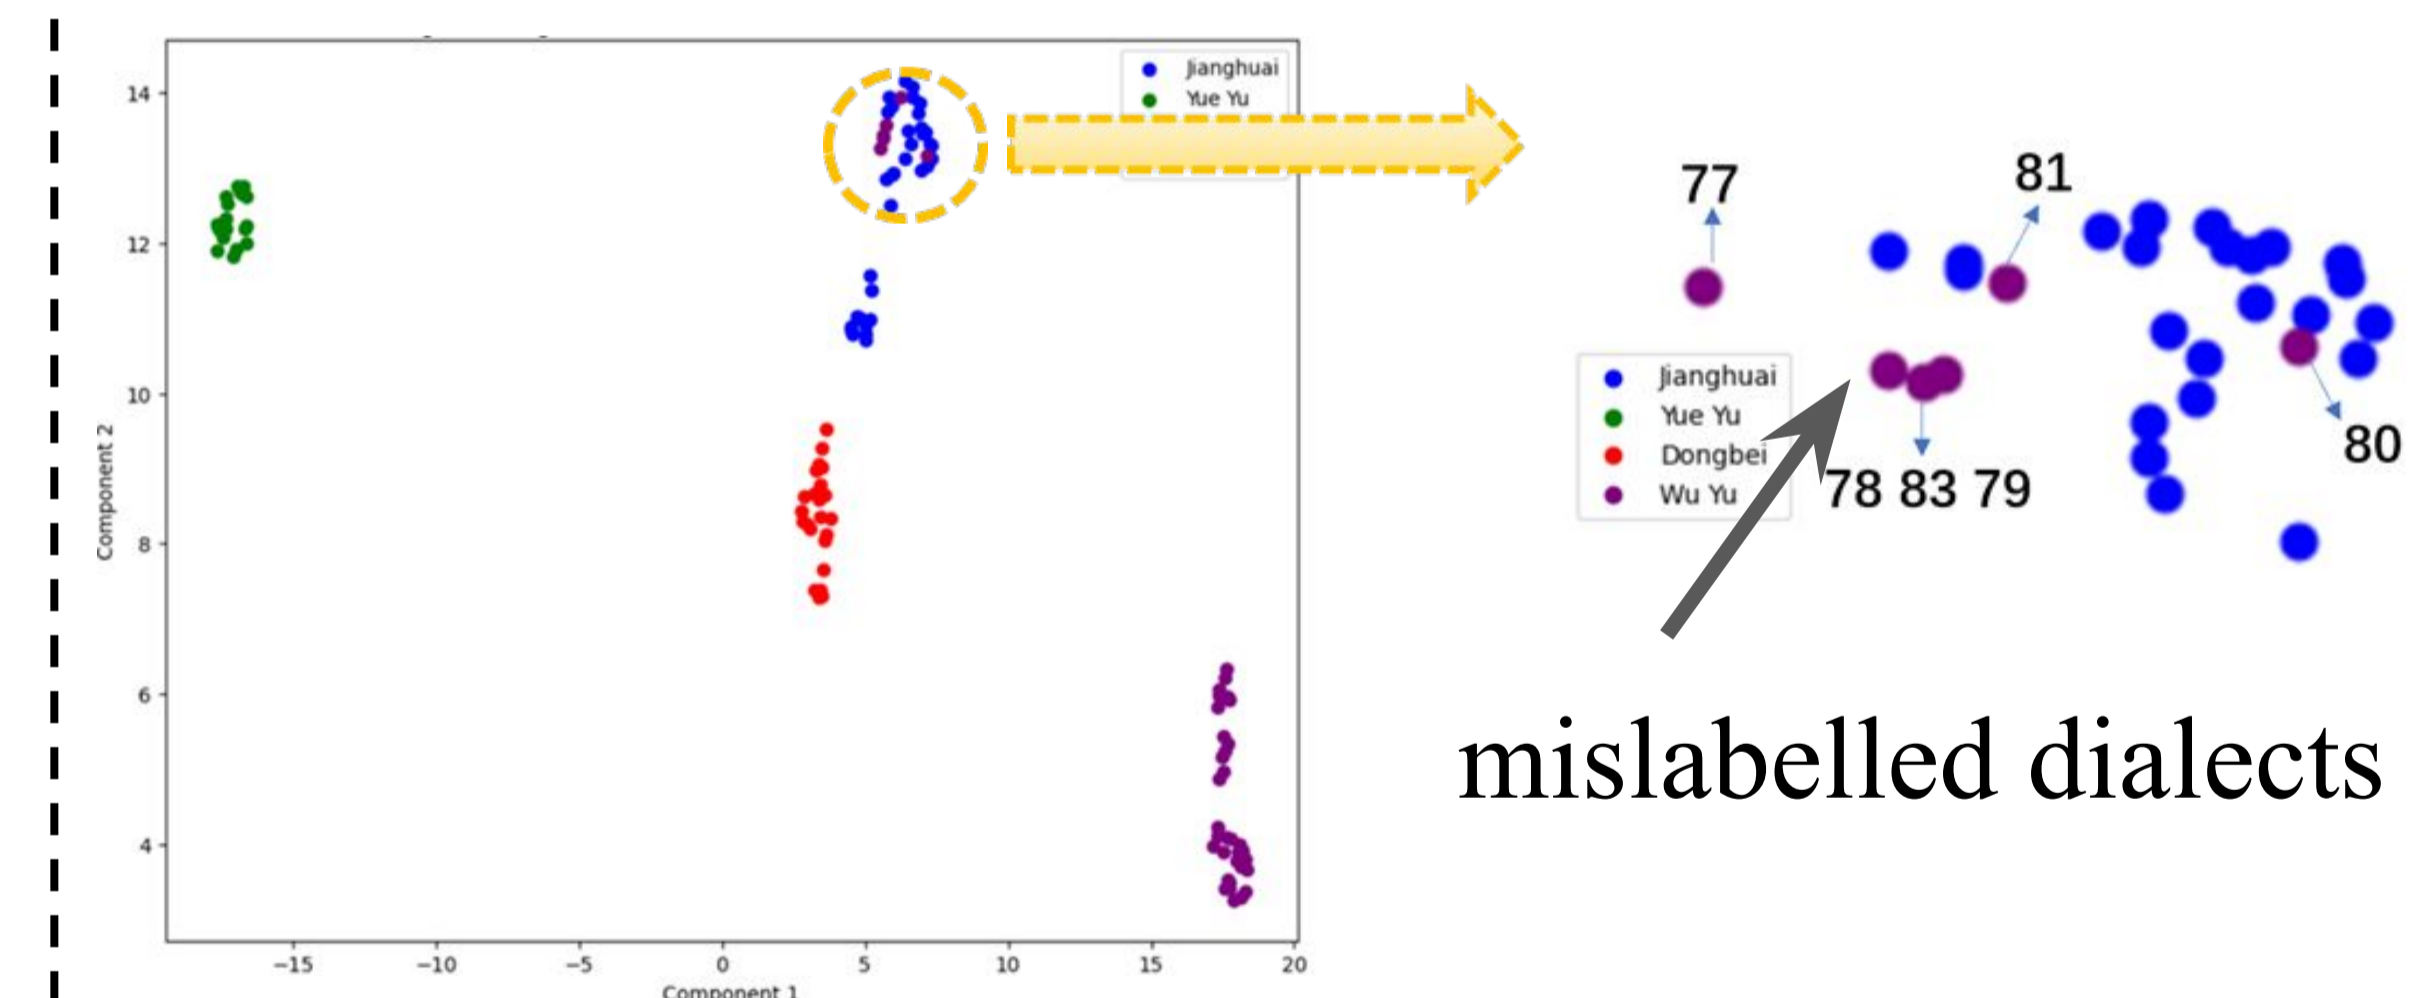 Jianghuai
Yue Yu
14
12
10
8
6
4
Component 2
−15 −10 −5 0 5 10 15 20
Component 1
77
81
Jianghuai
Yue Yu
Dongbei
Wu Yu
78 83 79
80
mislabelled dialects